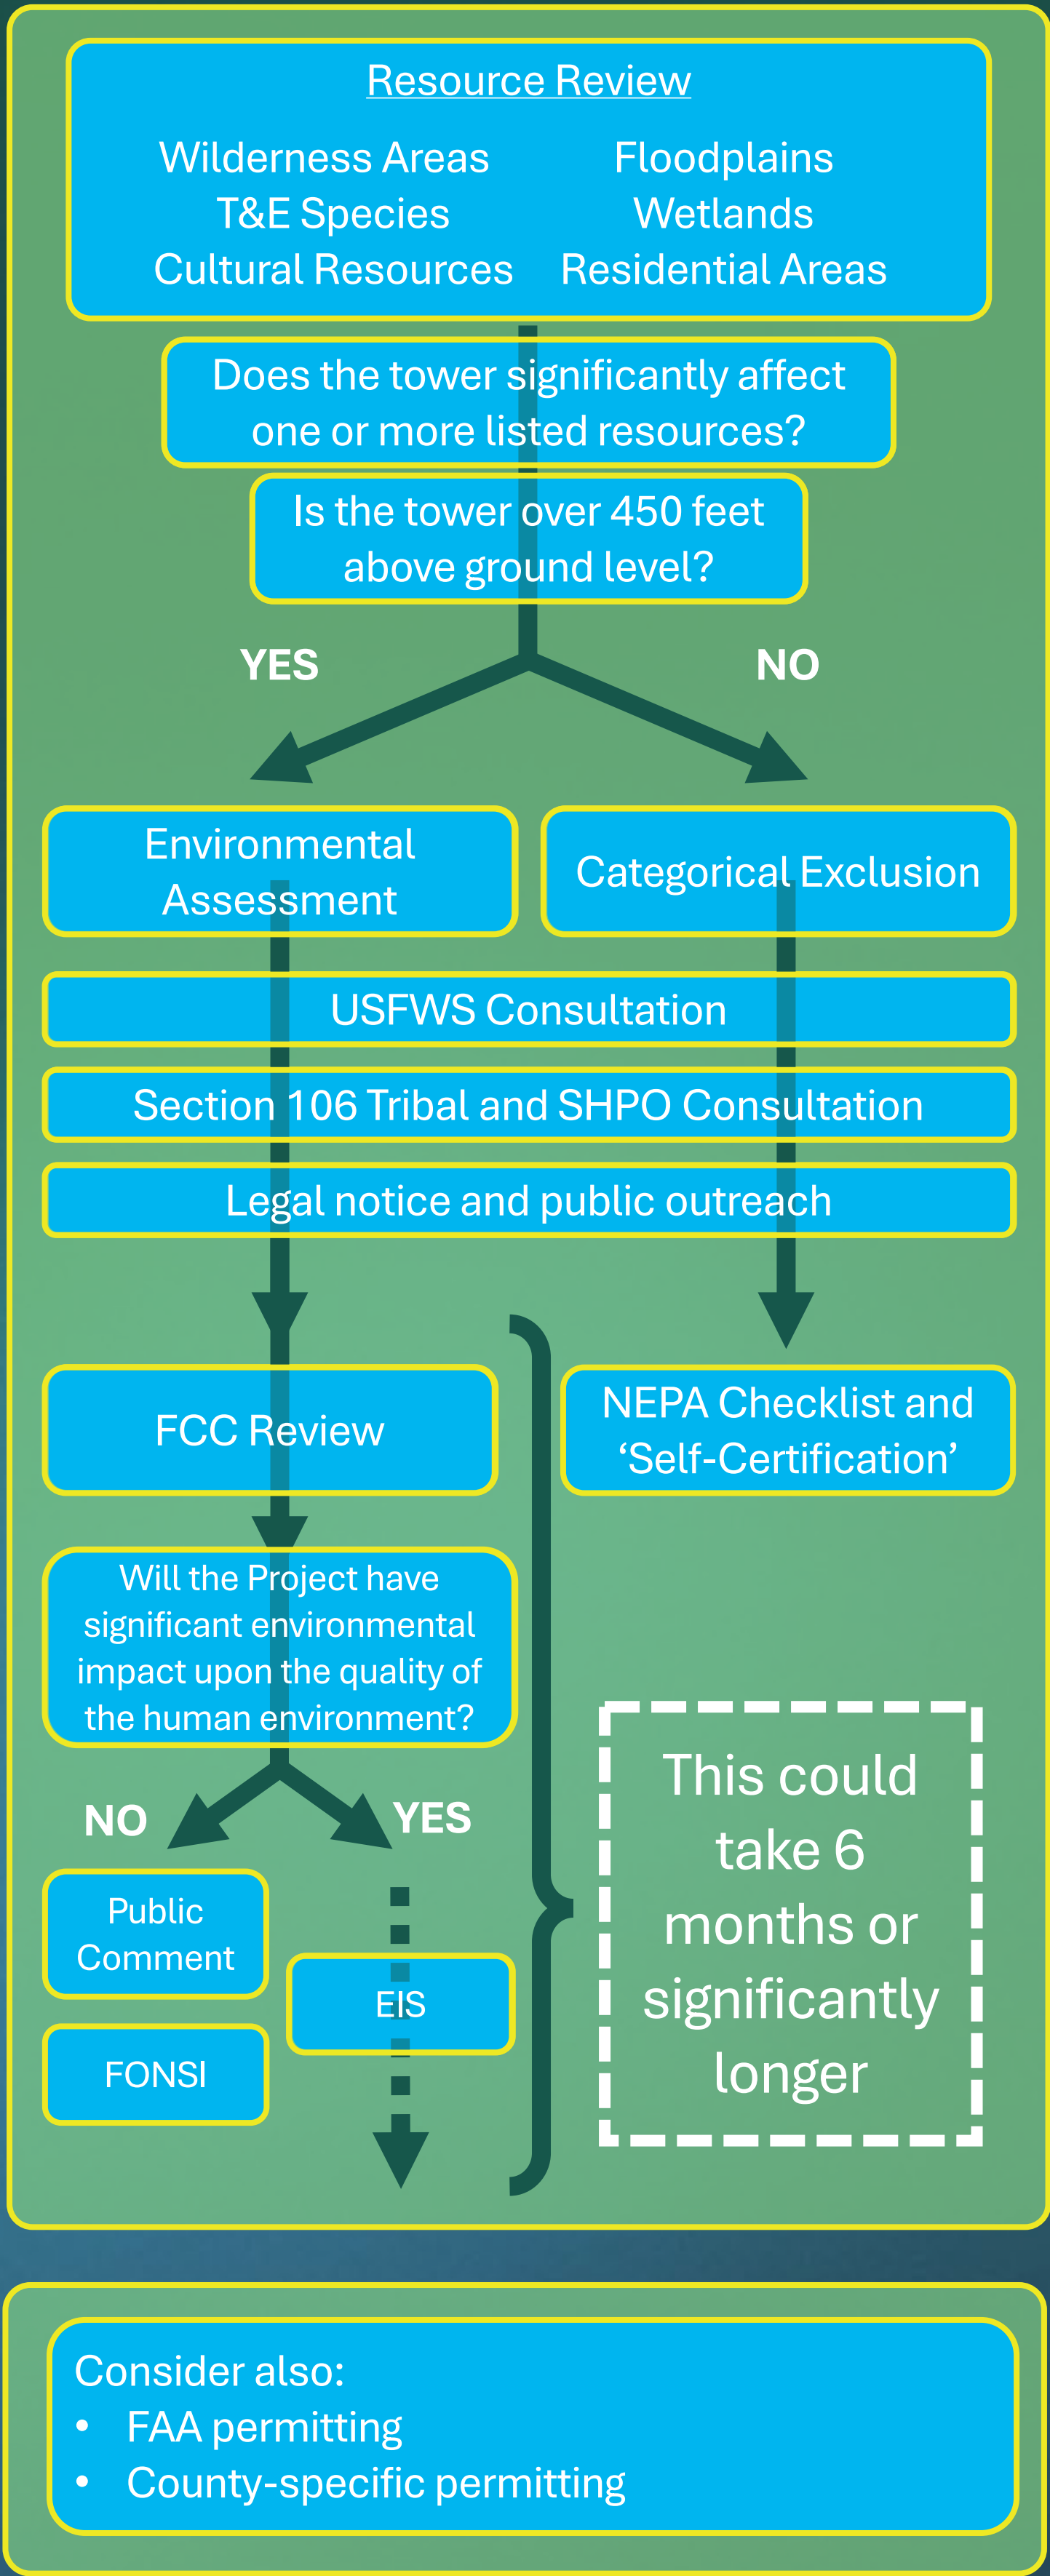 Resource Review
Wilderness Areas
Floodplains
T&E Species
Wetlands
Cultural Resources
Residential Areas
Does the tower significantly affect
one or more listed resources?
Is the tower over 450 feet
above ground level?
YES
NO
Environmental
Assessment
Categorical Exclusion
USFWS Consultation
Section 106 Tribal and SHPO Consultation
Legal notice and public outreach
FCC Review
NEPA Checklist and
‘Self-Certification’
Will the Project have
significant environmental
impact upon the quality of
the human environment?
NO
YES
Public
Comment
EIS
FONSI
This could
take 6
months or
significantly
longer
Consider also:
• FAA permitting
• County-specific permitting